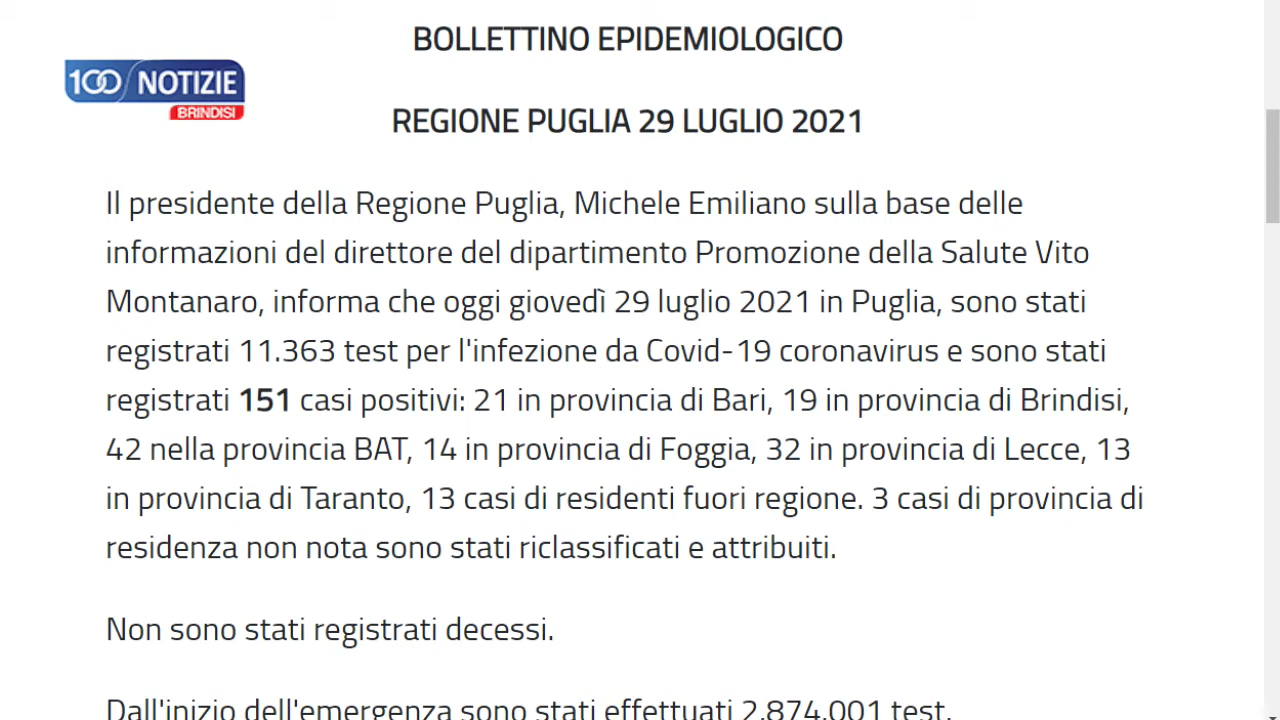 BOLLETTINO EPIDEMIOLOGICO
100 NOTIZIE
BRINDISI
REGIONE PUGLIA 29 LUGLIO 2021
Il presidente della Regione Puglia, Michele Emiliano sulla base delle
informazioni del direttore del dipartimento Promozione della Salute Vito
Montanaro, informa che oggi giovedì 29 luglio 2021 in Puglia, sono stati
registrati 11.363 test per l'infezione da Covid-19 coronavirus e sono stati
registrati 151 casi positivi: 21 in provincia di Bari, 19 in provincia di Brindisi,
42 nella provincia BAT, 14 in provincia di Foggia, 32 in provincia di Lecce, 13
in provincia di Taranto, 13 casi di residenti fuori regione. 3 casi di provincia di
residenza non nota sono stati riclassificati e attribuiti.
Non sono stati registrati decessi.
Dall'inizio dell'emergenza sono stati effettuati 2.874.001 test.